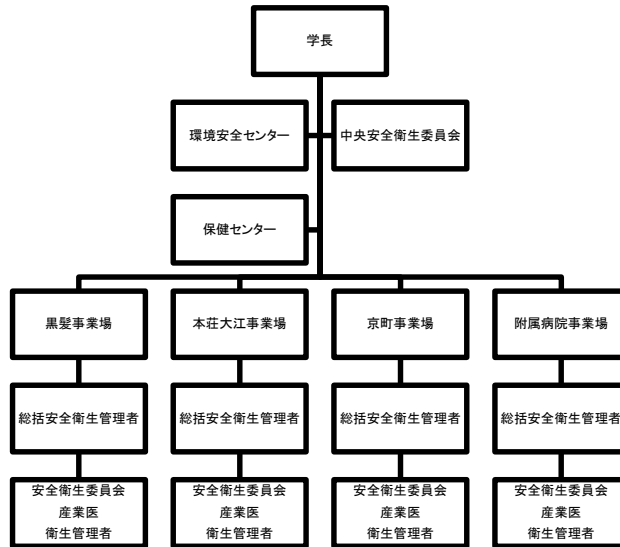 学長
環境安全センター
中央安全衛生委員会
保健センター
黒髪事業場
本荘大江事業場
京町事業場
附属病院事業場
総括安全衛生管理者
総括安全衛生管理者
総括安全衛生管理者
総括安全衛生管理者
安全衛生委員会
産業医
衛生管理者
安全衛生委員会
産業医
衛生管理者
安全衛生委員会
産業医
衛生管理者
安全衛生委員会
産業医
衛生管理者